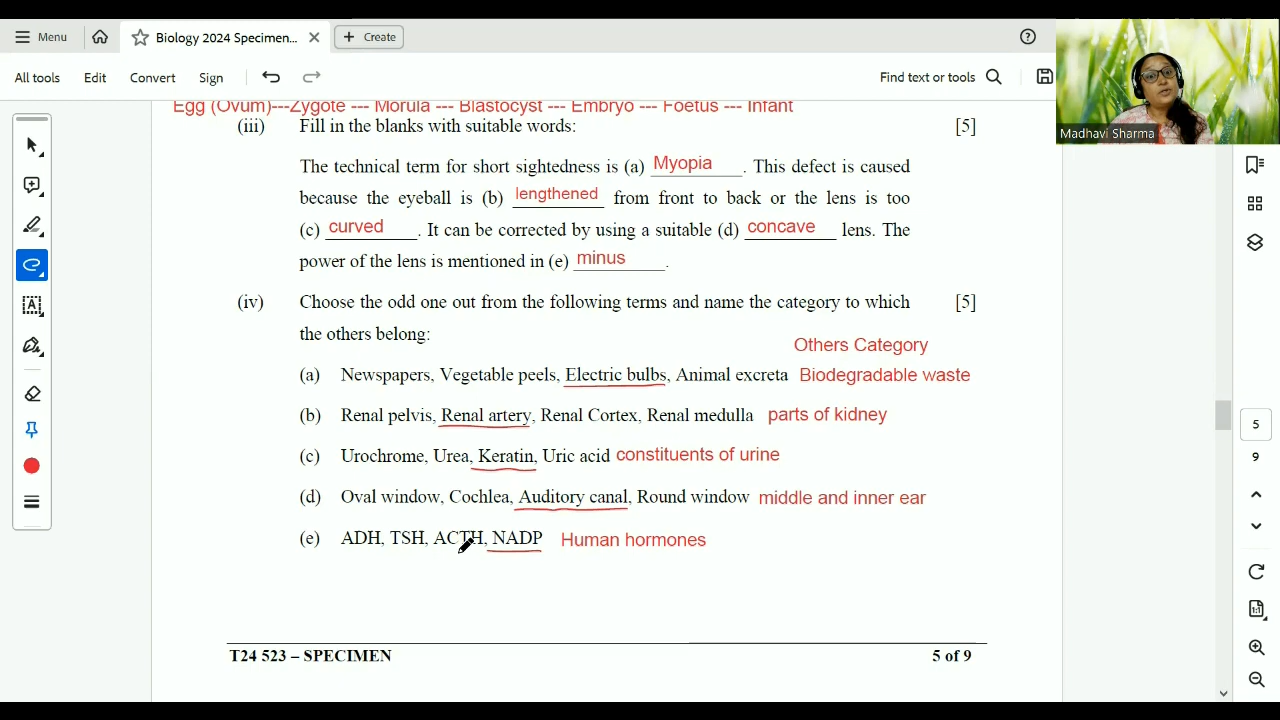 Menu
Biology 2024 Specimen...
Create
All tools
Edit
Convert
Sign
Find text or tools
Madhavi Sharma
Egg (Ovum)---Zygote --- Morula --- Blastocyst --- Embryo --- Foetus --- Infant
(iii) Fill in the blanks with suitable words: [5]
The technical term for short sightedness is (a) Myopia. This defect is caused
because the eyeball is (b) lengthened from front to back or the lens is too
(c) curved. It can be corrected by using a suitable (d) concave lens. The
power of the lens is mentioned in (e) minus.
(iv) Choose the odd one out from the following terms and name the category to which [5]
the others belong:
Others Category
(a) Newspapers, Vegetable peels, Electric bulbs, Animal excreta Biodegradable waste
(b) Renal pelvis, Renal artery, Renal Cortex, Renal medulla parts of kidney
(c) Urochrome, Urea, Keratin, Uric acid constituents of urine
(d) Oval window, Cochlea, Auditory canal, Round window middle and inner ear
(e) ADH, TSH, ACTH, NADP Human hormones
T24 523 – SPECIMEN 5 of 9
5
9
1:1